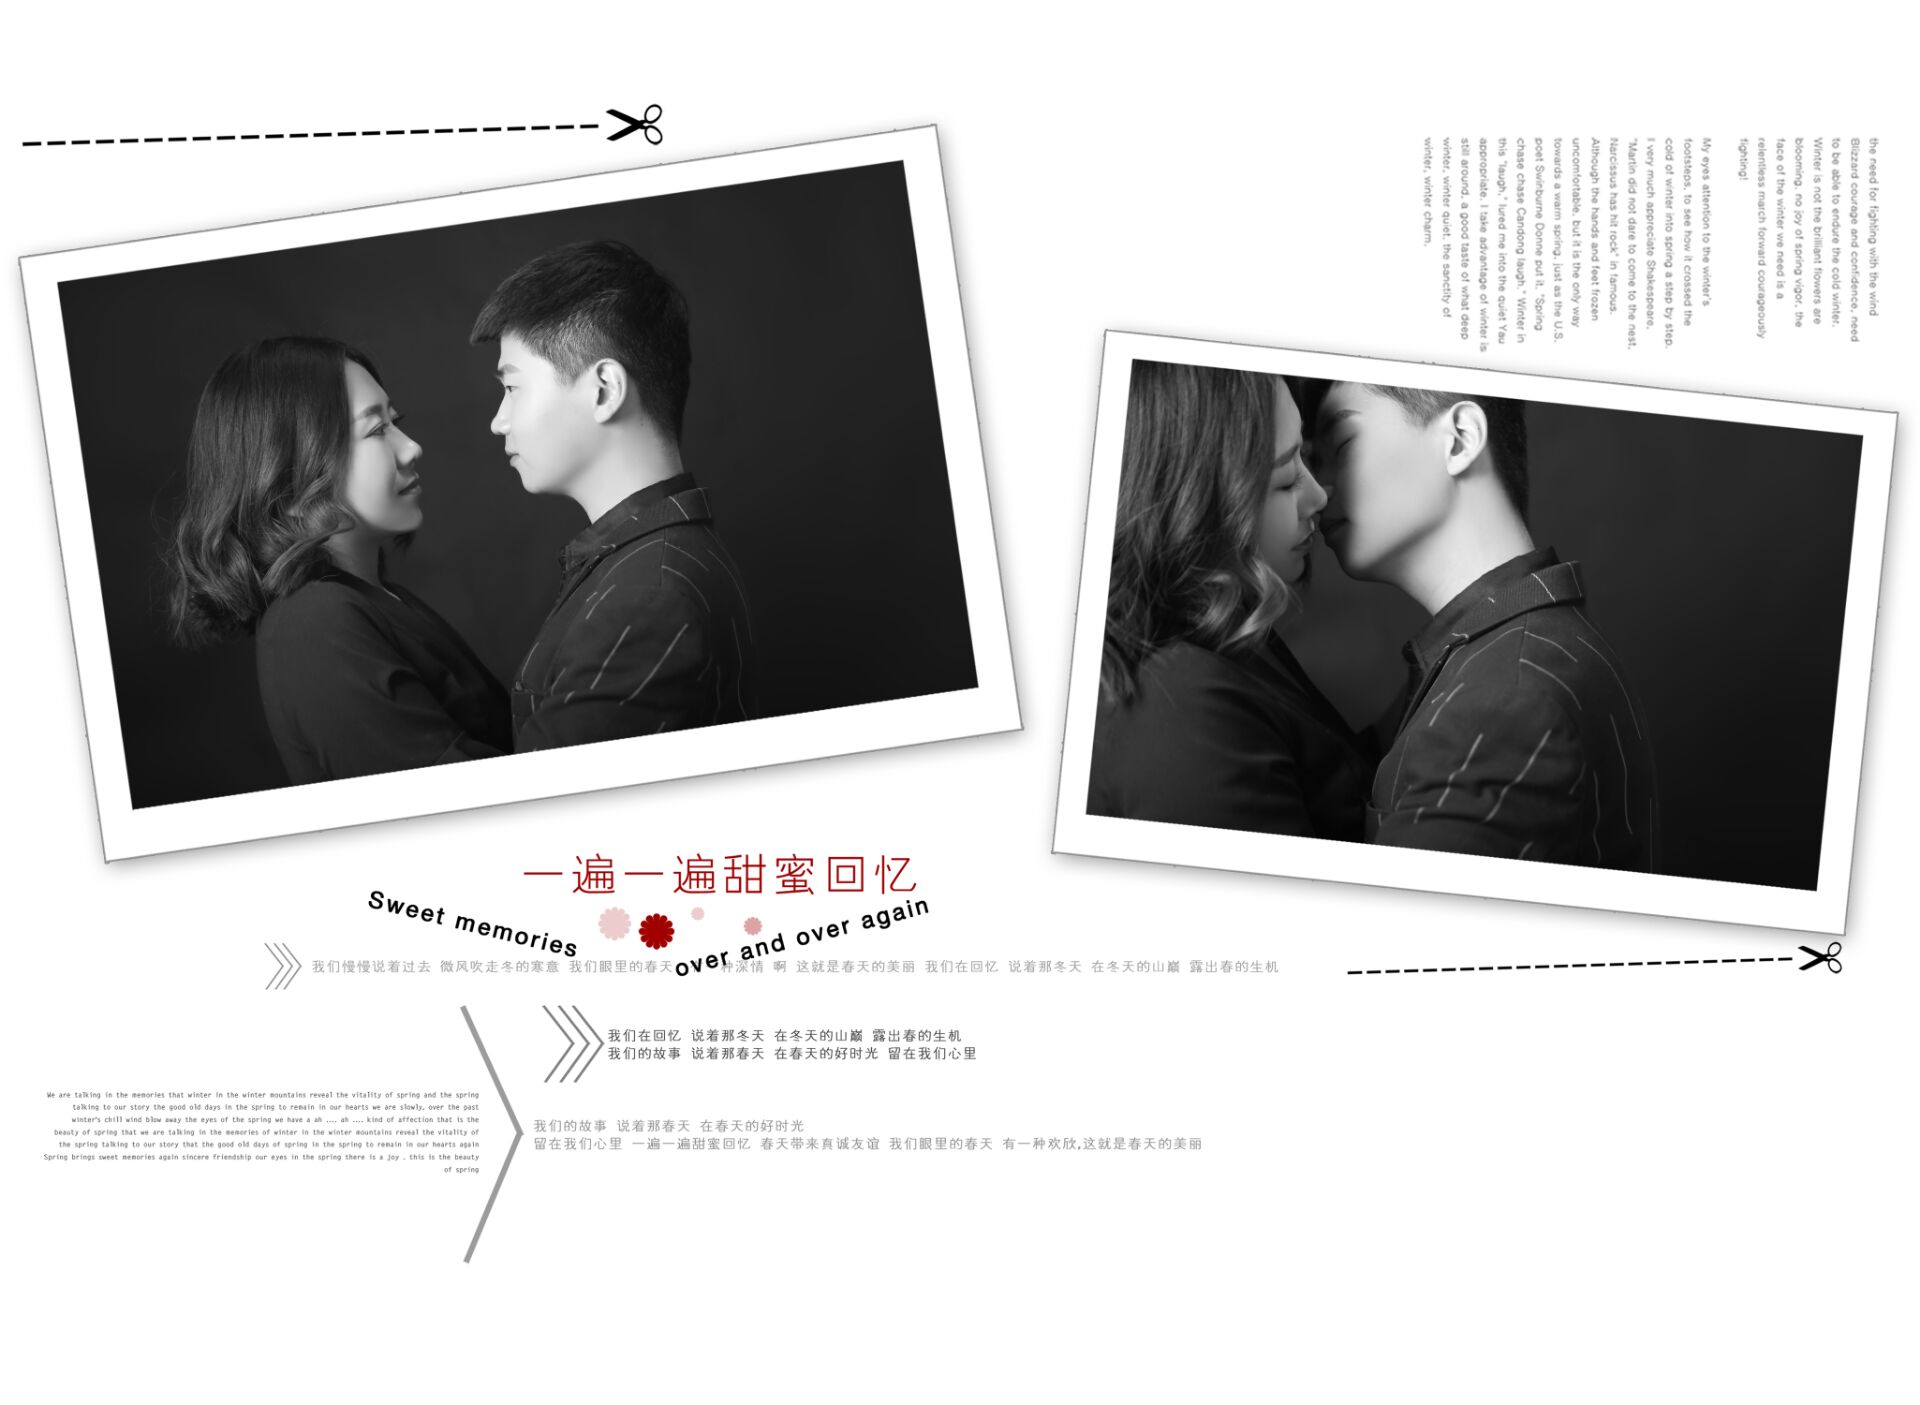 the need for fighting with the wind
Blizzard courage and confidence, need
to be able to endure the cold winter.
Winter is not the brilliant flowers are
blooming, no joy of spring vigor, the
face of the winter we need is a
relentless march forward courageously
fighting!
My eyes attention to the winter's
footsteps, to see how it crossed the
cold of winter into spring a step by step.
I very much appreciate Shakespeare,
"Martin did not dare to come to the nest,
Narcissus has hit rock" in famous.
Although the hands and feet frozen
uncomfortable, but it is the only way
towards a warm spring, just as the U.S.
poet Swinburne Donne put it, "Spring
chase chase Candong laugh." Winter in
this "laugh," lured me into the quiet Yau
appropriate. I take advantage of winter is
still around, a good taste of what deep
winter, winter quiet, the sanctity of
winter, winter charm.
一遍一遍甜蜜回忆
Sweet memories over and over again
我们慢慢说着过去 微风吹走冬的寒意 我们眼里的春天 种深情 啊 这就是春天的美丽 我们在回忆 说着那冬天 在冬天的山巅 露出春的生机
我们在回忆 说着那冬天 在冬天的山巅 露出春的生机
我们的故事 说着那春天 在春天的好时光 留在我们心里
We are talking in the memories that winter in the winter mountains reveal the vitality of spring and the spring
talking to our story the good old days in the spring to remain in our hearts we are slowly, over the past
winter's chill wind blow away the eyes of the spring we have a ah .... ah .... kind of affection that is the
beauty of spring that we are talking in the memories of winter in the winter mountains reveal the vitality of
the spring talking to our story that the good old days of spring in the spring to remain in our hearts again
Spring brings sweet memories again sincere friendship our eyes in the spring there is a joy . this is the beauty
of spring
我们的故事 说着那春天 在春天的好时光
留在我们心里 一遍一遍甜蜜回忆 春天带来真诚友谊 我们眼里的春天 有一种欢欣,这就是春天的美丽